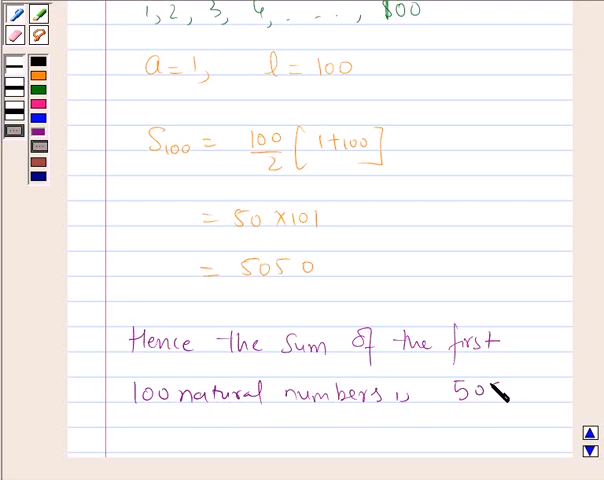 1, 2, 3, 4, ...., 100
a = 1, l = 100
S100 = 100/2 [1+100]
= 50 × 101
= 5050
Hence the sum of the first
100 natural numbers is 505